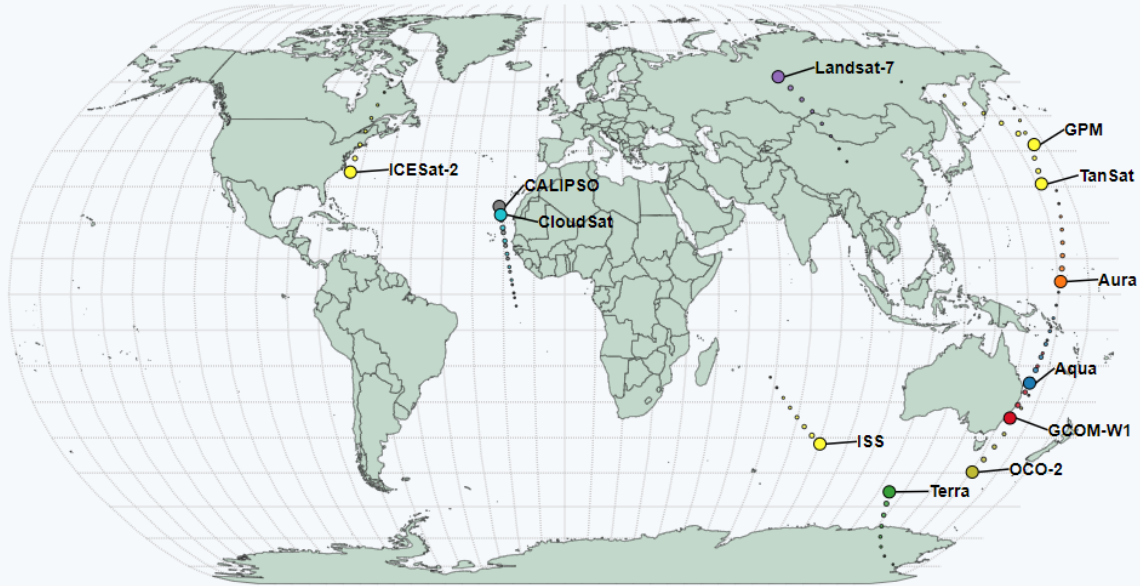 Landsat-7
GPM
ICESat-2
TanSat
CALIPSO
CloudSat
Aura
Aqua
GCOM-W1
ISS
OCO-2
Terra